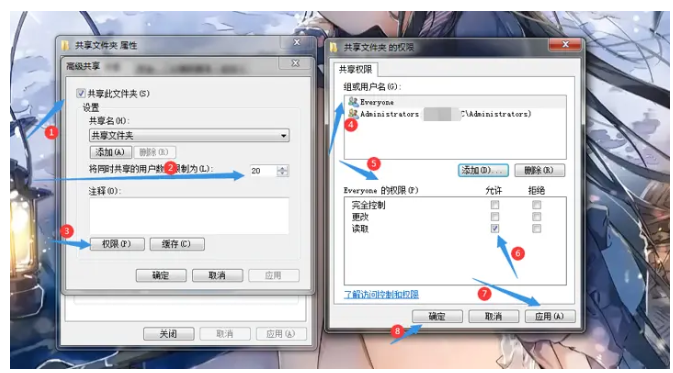 共享文件夹 属性
高级共享
共享此文件夹(S)
设置
共享名(H):
共享文件夹
添加(A) 删除(R)
将同时共享的用户数 限制为(L): 20
注释(O):
权限(P) 缓存(C)
确定 取消 应用
关闭 取消 应用(A)
1
2
3
共享文件夹 的权限
共享权限
组或用户名(G):
Everyone
Administrators C\Administrators)
添加(D)... 删除(R)
Everyone 的权限(P) 允许 拒绝
完全控制
更改
读取
了解访问控制和权限
确定 取消 应用(A)
4
5
6
7
8